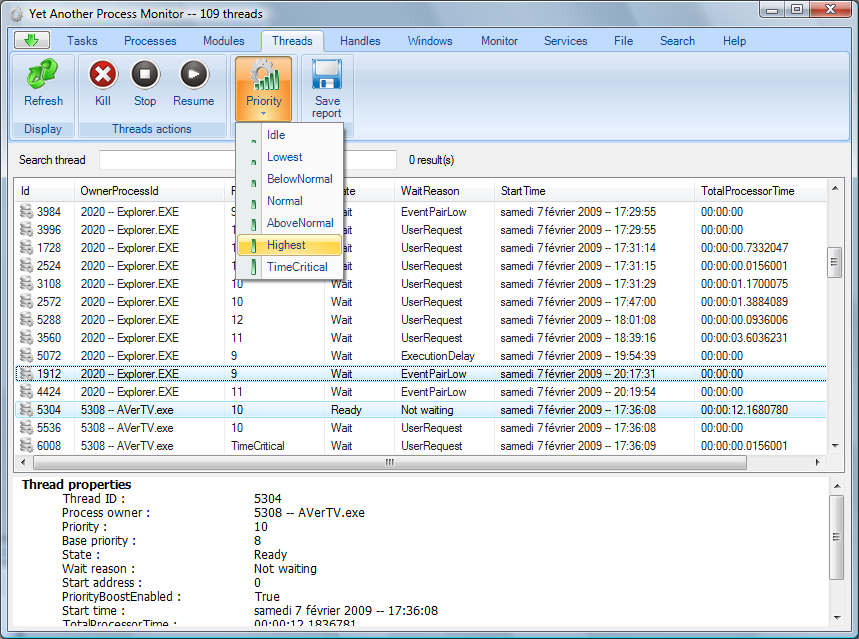 Yet Another Process Monitor -- 109 threads
Tasks Processes Modules Threads Handles Windows Monitor Services File Search Help
Refresh Kill Stop Resume Priority Save report
Display Threads actions
Search thread 0 result(s)
Idle
Lowest
BelowNormal
Normal
AboveNormal
Highest
TimeCritical
Id OwnerProcessId WaitReason StartTime TotalProcessorTime
3984 2020 -- Explorer.EXE EventPairLow samedi 7 février 2009 -- 17:29:55 00:00:00
3996 2020 -- Explorer.EXE UserRequest samedi 7 février 2009 -- 17:29:55 00:00:00
1728 2020 -- Explorer.EXE UserRequest samedi 7 février 2009 -- 17:31:14 00:00:00.7332047
2524 2020 -- Explorer.EXE UserRequest samedi 7 février 2009 -- 17:31:15 00:00:00.0156001
3108 2020 -- Explorer.EXE 10 Wait UserRequest samedi 7 février 2009 -- 17:31:29 00:00:01.1700075
2572 2020 -- Explorer.EXE 10 Wait UserRequest samedi 7 février 2009 -- 17:47:00 00:00:01.3884089
5288 2020 -- Explorer.EXE 12 Wait UserRequest samedi 7 février 2009 -- 18:01:08 00:00:00.0936006
3560 2020 -- Explorer.EXE 11 Wait UserRequest samedi 7 février 2009 -- 18:39:16 00:00:03.6036231
5072 2020 -- Explorer.EXE 9 Wait ExecutionDelay samedi 7 février 2009 -- 19:54:39 00:00:00
1912 2020 -- Explorer.EXE 9 Wait EventPairLow samedi 7 février 2009 -- 20:17:31 00:00:00
4424 2020 -- Explorer.EXE 11 Wait EventPairLow samedi 7 février 2009 -- 20:19:54 00:00:00
5304 5308 -- AVerTV.exe 10 Ready Not waiting samedi 7 février 2009 -- 17:36:08 00:00:12.1680780
5536 5308 -- AVerTV.exe 10 Wait UserRequest samedi 7 février 2009 -- 17:36:08 00:00:00
6008 5308 -- AVerTV.exe TimeCritical Wait UserRequest samedi 7 février 2009 -- 17:36:09 00:00:00.0156001
Thread properties
Thread ID : 5304
Process owner : 5308 -- AVerTV.exe
Priority : 10
Base priority : 8
State : Ready
Wait reason : Not waiting
Start address : 0
PriorityBoostEnabled : True
Start time : samedi 7 février 2009 -- 17:36:08
TotalProcessorTime : 00:00:12.1836781